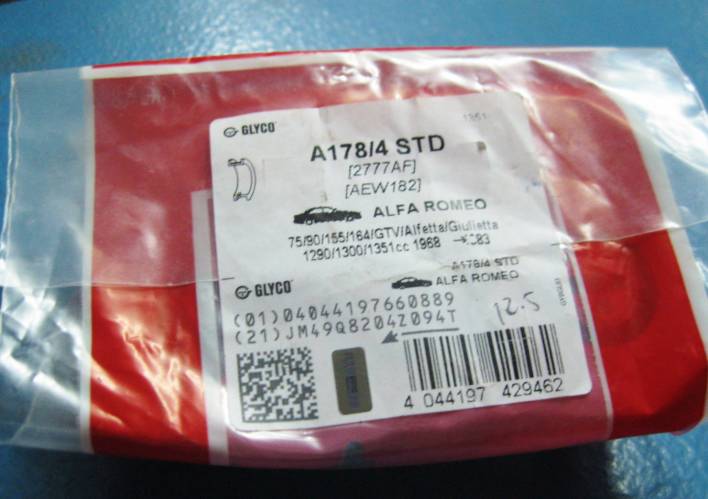 GLYCO
1351
A178/4 STD
[2777AF]
[AEW182]
ALFA ROMEO
75/90/155/164/GTV/Alfetta/Giulietta
1290/1300/1351cc 1968
GLYCO
A178/4 STD
ALFA ROMEO
(01)04044197660889
(21)JM49Q8204Z094T
12.5
4 044197 429462